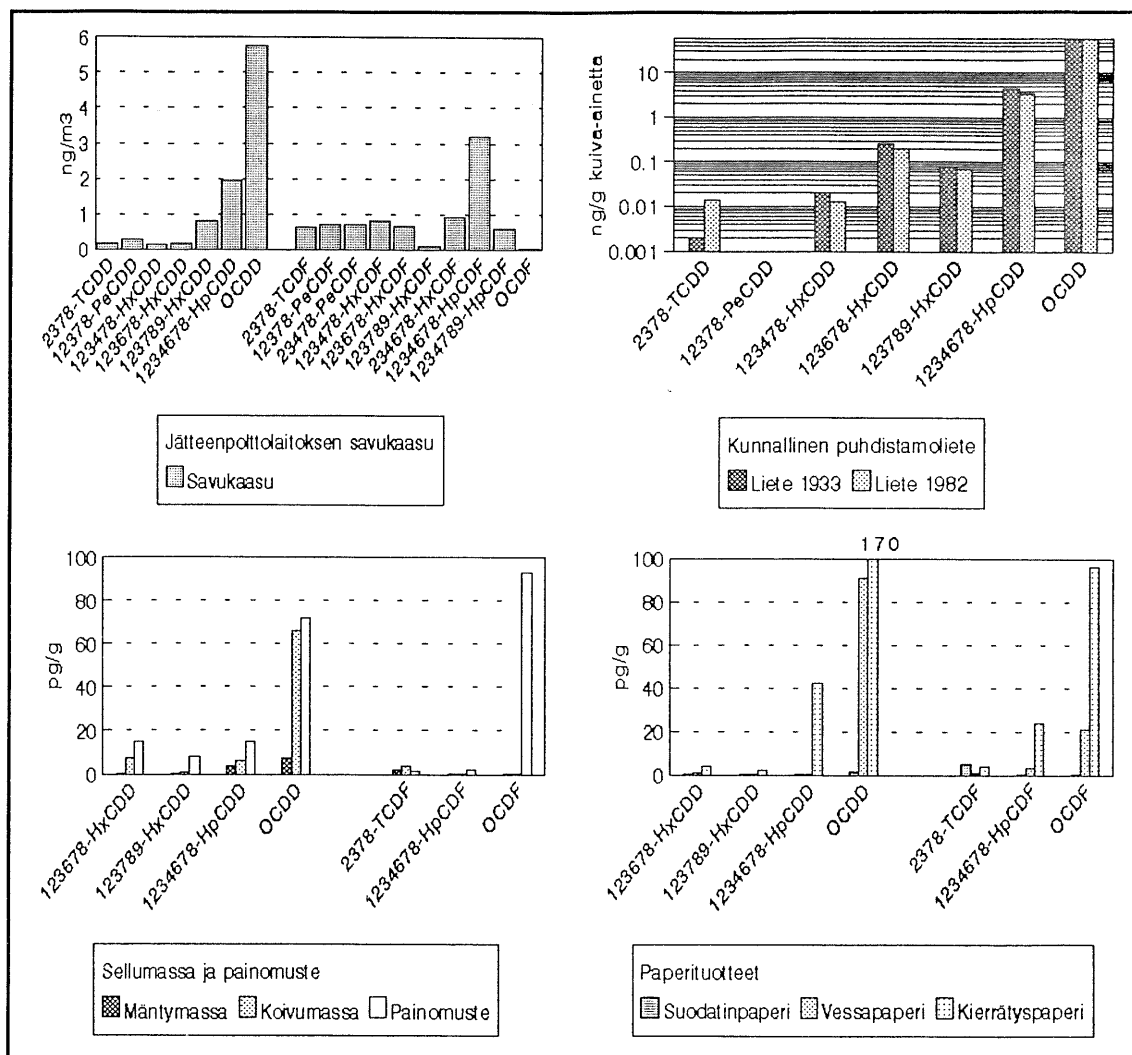 6
5
4
3
2
1
0
ng/m3
2378-TCDD
12378-PeCDD
123478-HxCDD
123678-HxCDD
123789-HxCDD
1234678-HpCDD
OCDD
2378-TCDF
12378-PeCDF
23478-PeCDF
123478-HxCDF
123678-HxCDF
123789-HxCDF
234678-HxCDF
1234678-HpCDF
1234789-HpCDF
OCDF
Jätteenpolttolaitoksen savukaasu
Savukaasu
10
1
0.1
0.01
0.001
ng/g kuiva-ainetta
2378-TCDD
12378-PeCDD
123478-HxCDD
123678-HxCDD
123789-HxCDD
1234678-HpCDD
OCDD
Kunnallinen puhdistamoliete
Liete 1933 Liete 1982
100
80
60
40
20
0
pg/g
123678-HxCDD
123789-HxCDD
1234678-HpCDD
OCDD
2378-TCDF
1234678-HpCDF
OCDF
Sellumassa ja painomuste
Mäntymassa Koivumassa Painomuste
170
100
80
60
40
20
0
pg/g
123678-HxCDD
123789-HxCDD
1234678-HpCDD
OCDD
2378-TCDF
1234678-HpCDF
OCDF
Paperituotteet
Suodatinpaperi Vessapaperi Kierrätyspaperi